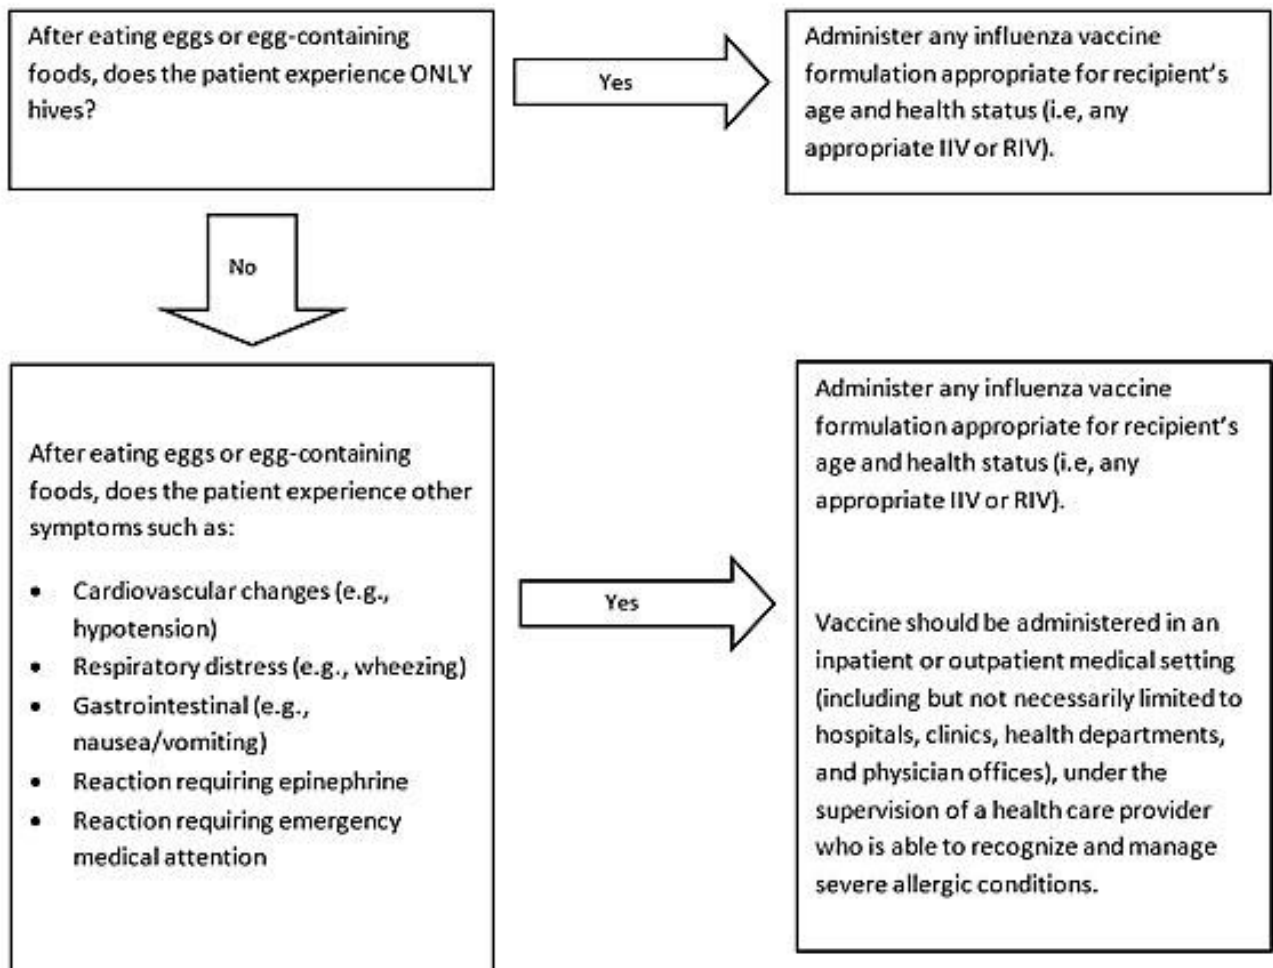 After eating eggs or egg-containing
foods, does the patient experience ONLY
hives?
Yes
Administer any influenza vaccine
formulation appropriate for recipient's
age and health status (i.e, any
appropriate IIV or RIV).
No
After eating eggs or egg-containing
foods, does the patient experience other
symptoms such as:
• Cardiovascular changes (e.g.,
hypotension)
• Respiratory distress (e.g., wheezing)
• Gastrointestinal (e.g.,
nausea/vomiting)
• Reaction requiring epinephrine
• Reaction requiring emergency
medical attention
Yes
Administer any influenza vaccine
formulation appropriate for recipient's
age and health status (i.e, any
appropriate IIV or RIV).
Vaccine should be administered in an
inpatient or outpatient medical setting
(including but not necessarily limited to
hospitals, clinics, health departments,
and physician offices), under the
supervision of a health care provider
who is able to recognize and manage
severe allergic conditions.